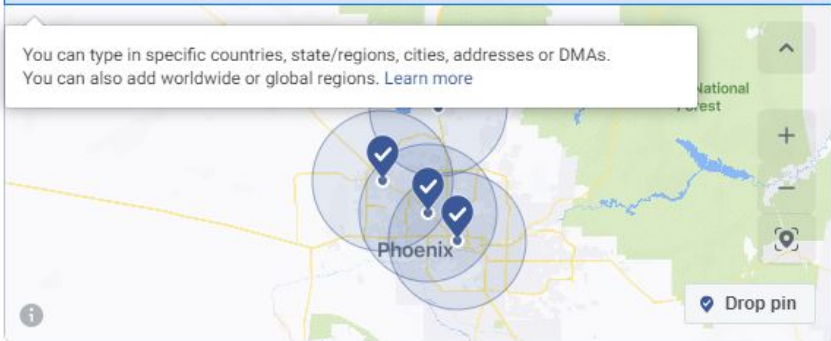 You can type in specific countries, state/regions, cities, addresses or DMAs.
You can also add worldwide or global regions. Learn more
National
Forest
Phoenix
Drop pin